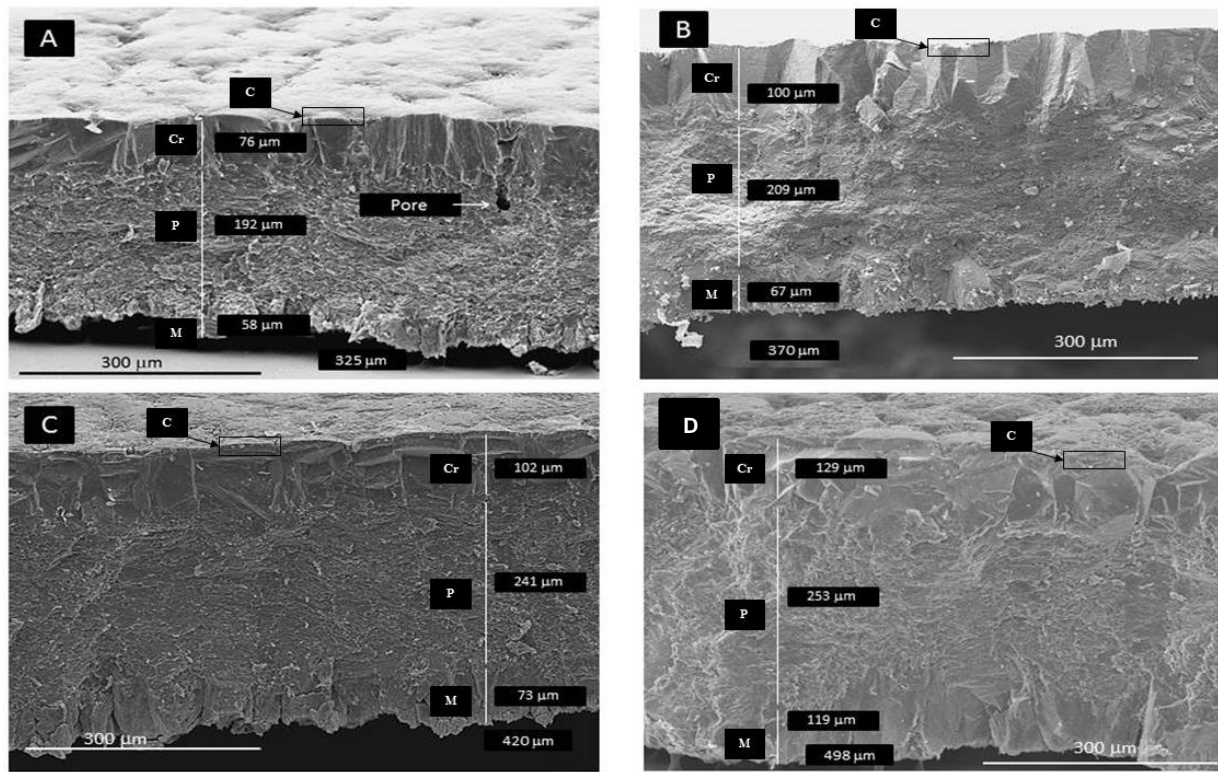 A
C
Cr
76 µm
Pore
P
192 µm
M
58 µm
325 µm
300 µm
B
C
Cr
100 µm
P
209 µm
M
67 µm
370 µm
300 µm
C
C
Cr
102 µm
P
241 µm
M
73 µm
420 µm
300 µm
D
C
Cr
129 µm
P
253 µm
M
119 µm
498 µm
300 µm